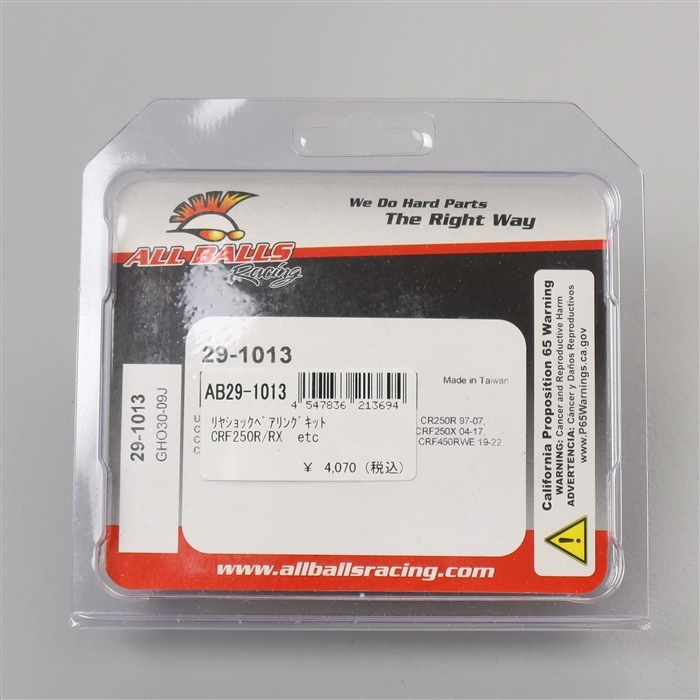 We Do Hard Parts
The Right Way
ALL BALLS
Racing
29-1013
Made in Taiwan
AB29-1013
4 547836 213694
ﾘﾔｼｮｯｸﾍﾞｱﾘﾝｸﾞｷｯﾄ
CRF250R/RX etc
¥ 4,070 (税込)
U
C
C
C
CR250R 97-07,
CRF250X 04-17,
CRF450RWE 19-22,
29-1013
GHO30-09J
California Proposition 65 Warning
WARNING: Cancer and Reproductive Harm
ADVERTENCIA: Cáncer y Daños Reproductivos
www.P65Warnings.ca.gov
www.allballsracing.com